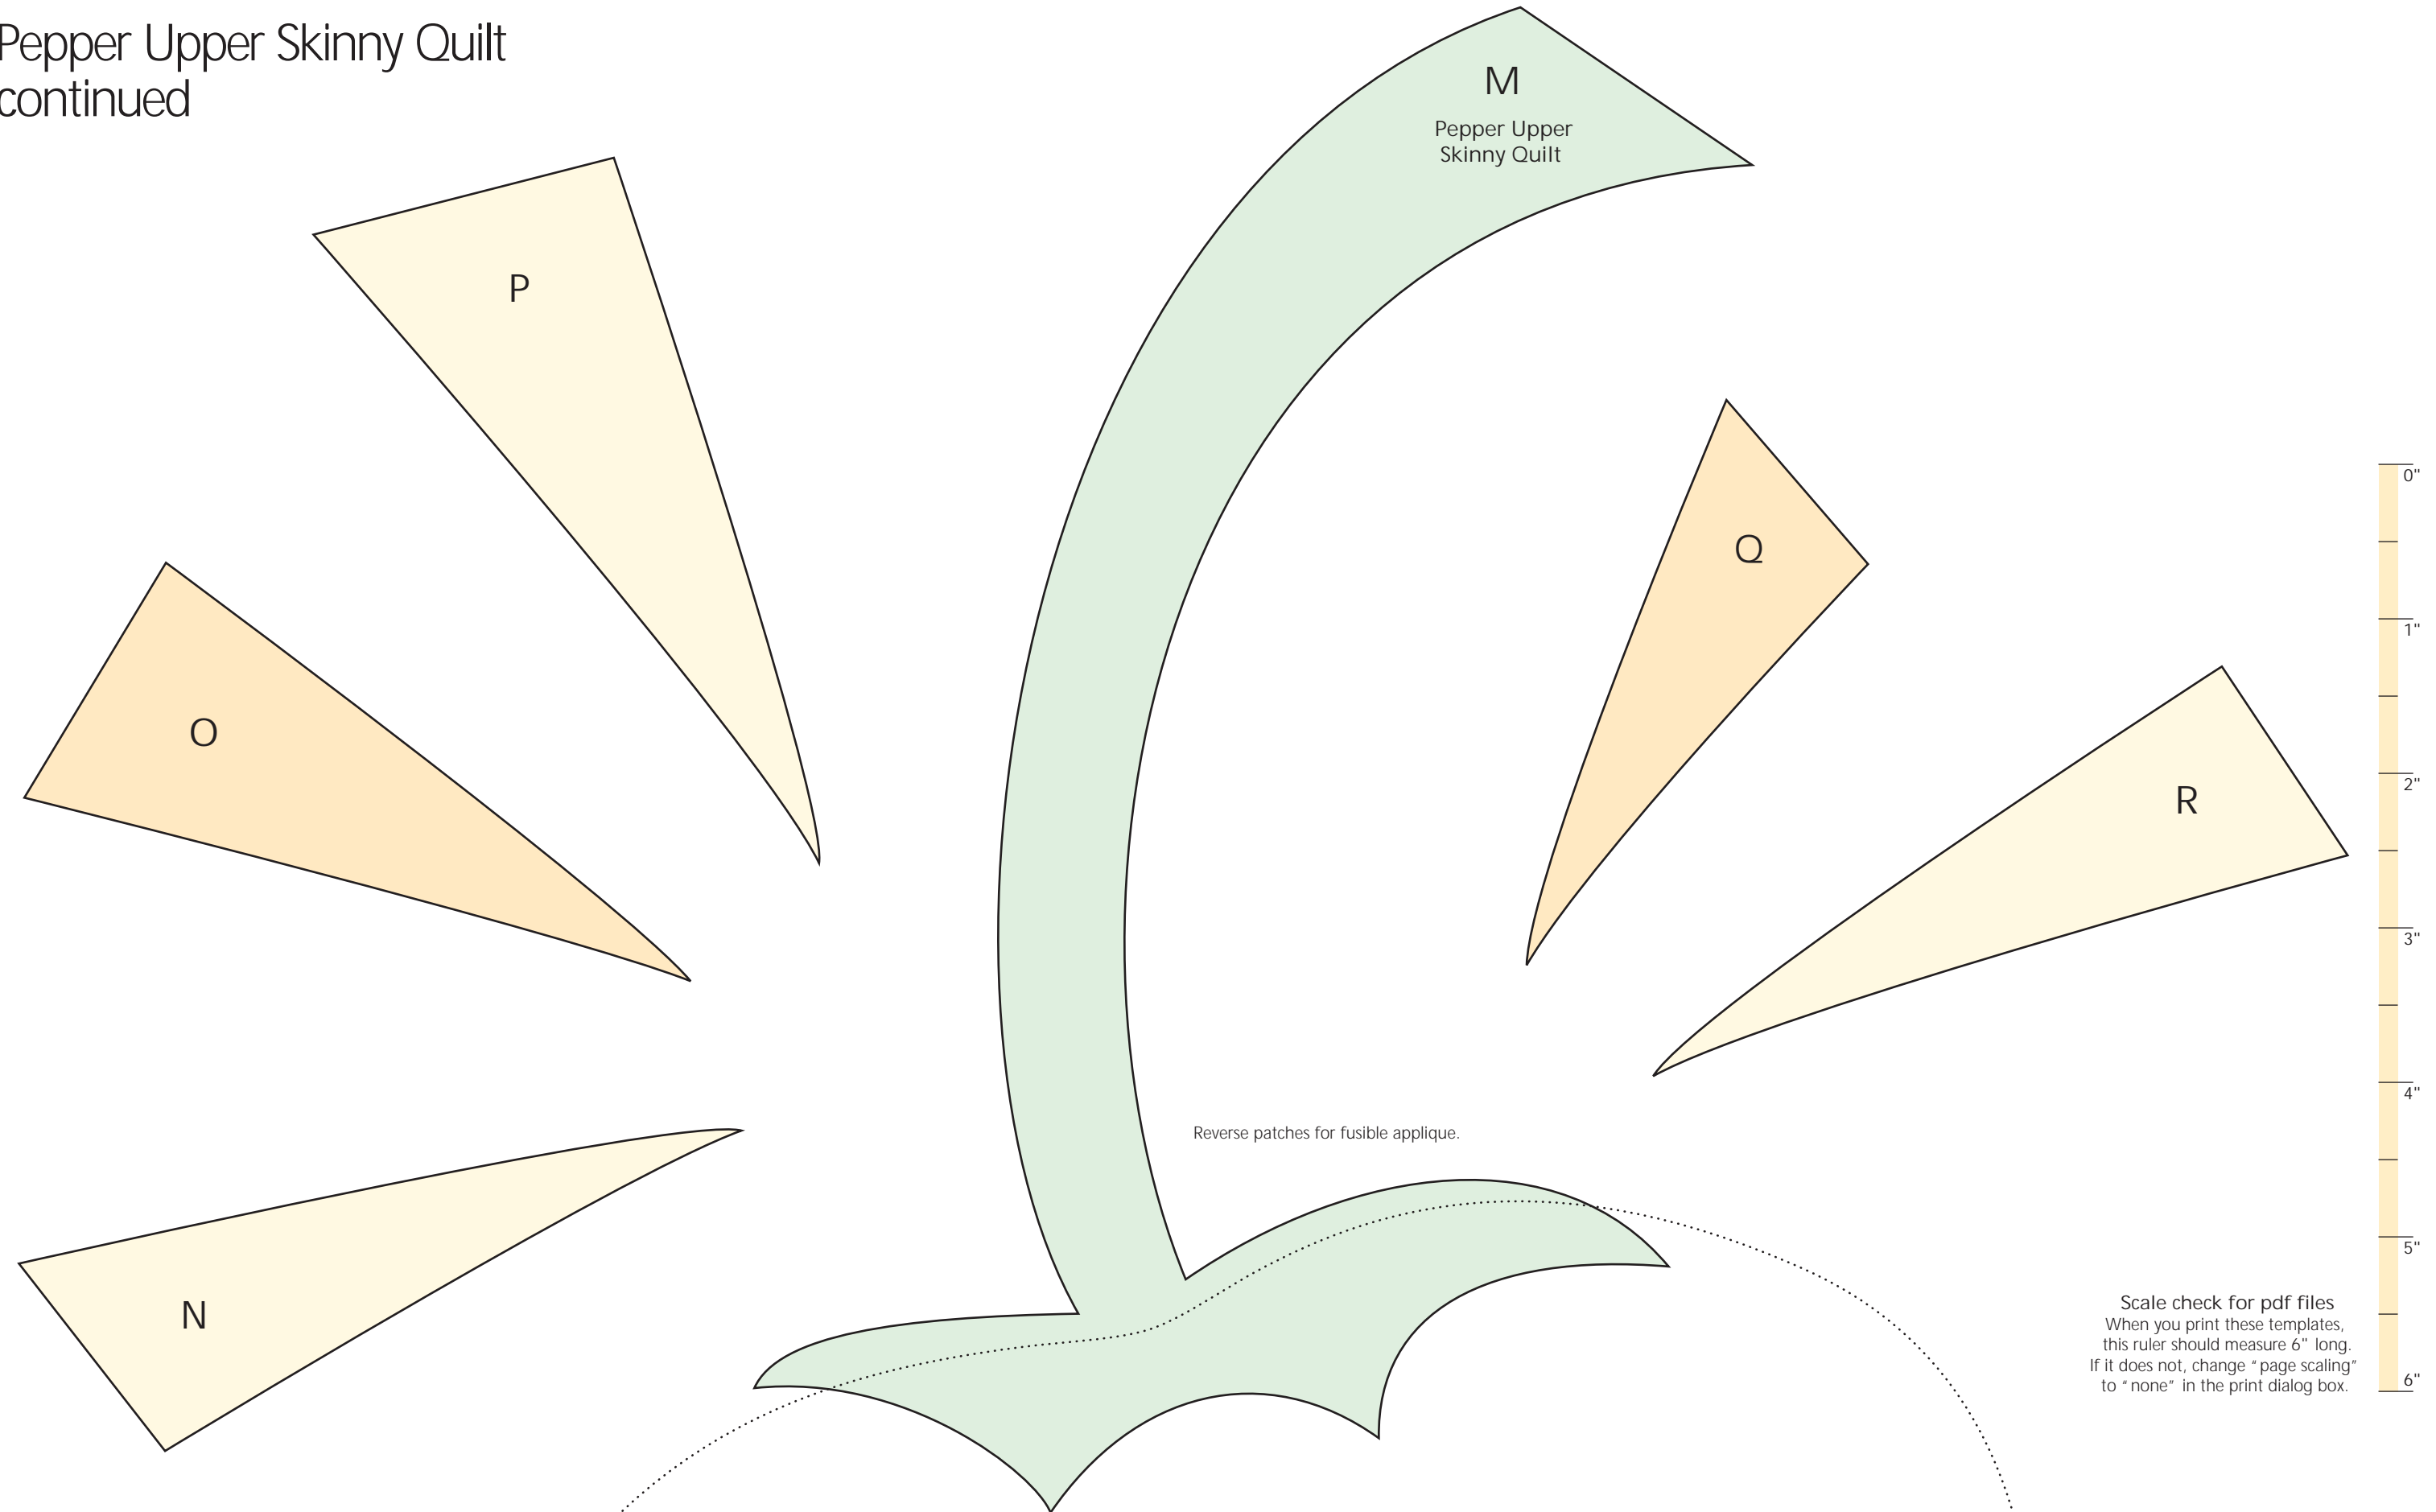 Pepper Upper Skinny Quilt
continued
M
Pepper Upper
Skinny Quilt
P
Q
O
R
N
Reverse patches for fusible applique.
0"
1"
2"
3"
4"
5"
6"
Scale check for pdf files
When you print these templates,
this ruler should measure 6" long.
If it does not, change “page scaling”
to “none” in the print dialog box.